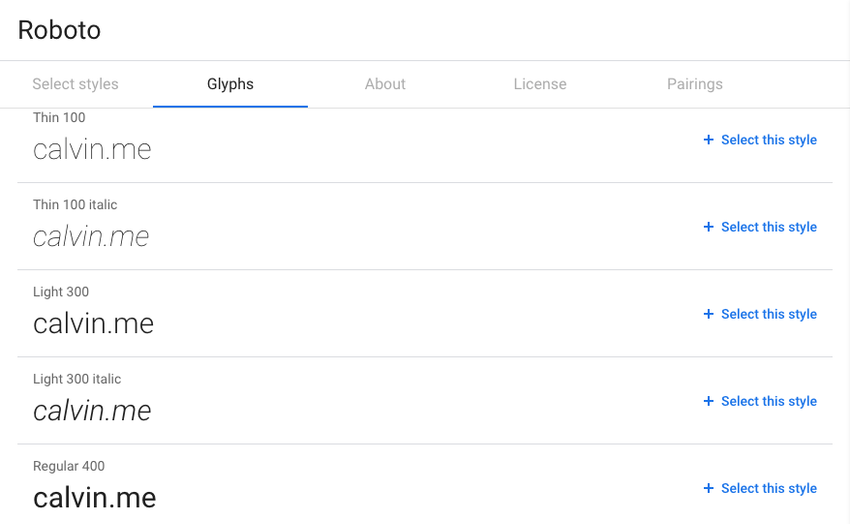 Roboto
Select styles Glyphs About License Pairings
Thin 100
calvin.me
+ Select this style
Thin 100 italic
calvin.me
+ Select this style
Light 300
calvin.me
+ Select this style
Light 300 italic
calvin.me
+ Select this style
Regular 400
calvin.me
+ Select this style